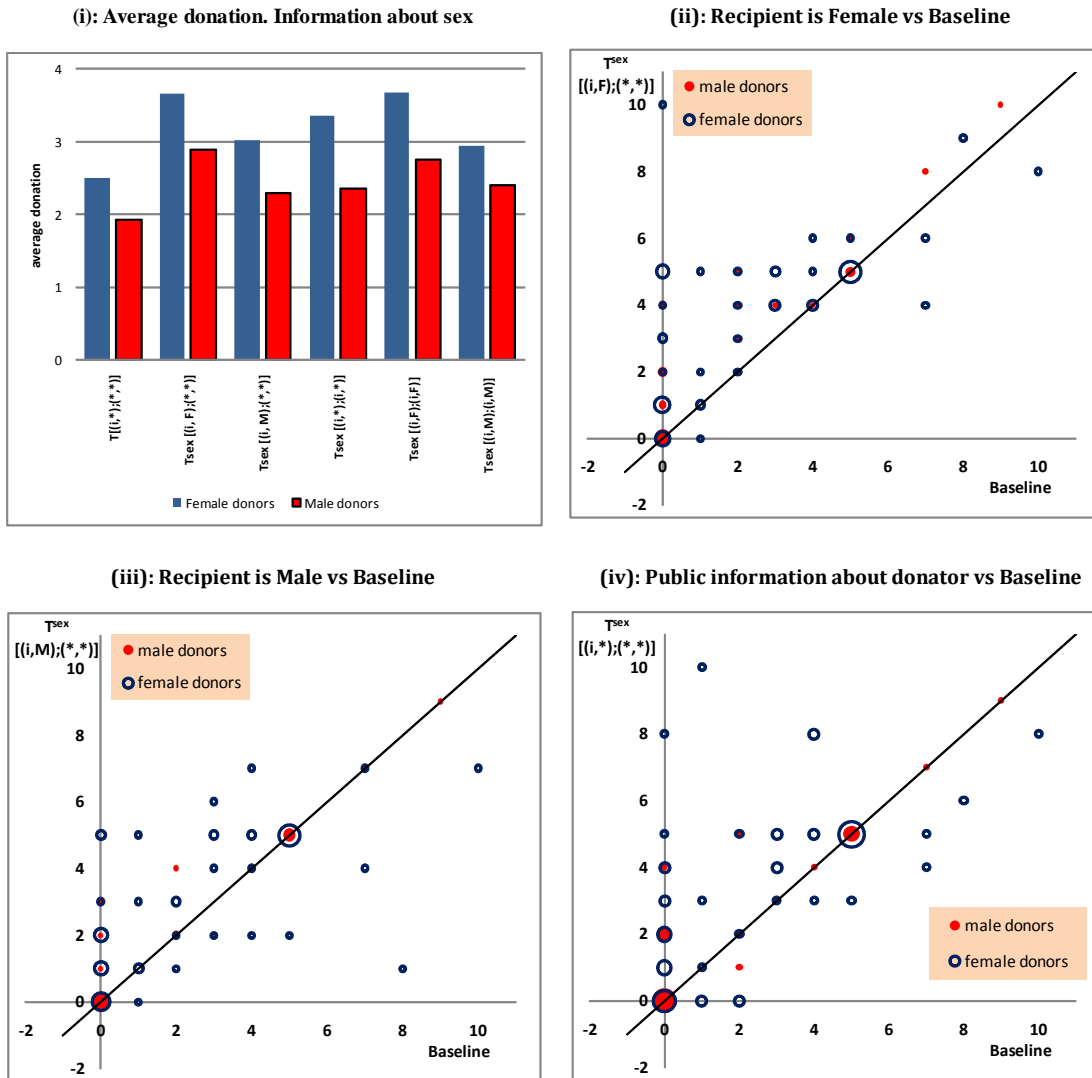 (i): Average donation. Information about sex
4
3
2
1
0
average donation
T[(i,*);(*,*)]
Tsex [(i, F);(*,*)]
Tsex [(i, M);(*,*)]
Tsex [(i,*);(i,*)]
Tsex [(i,F);(i,F)]
Tsex [(i,M);(i,M)]
Female donors
Male donors
(ii): Recipient is Female vs Baseline
Tsex
[(i,F);(*,*)]
male donors
female donors
10
8
6
4
2
0
-2
-2 0 2 4 6 8 10
Baseline
(iii): Recipient is Male vs Baseline
Tsex
[(i,M);(*,*)]
male donors
female donors
10
8
6
4
2
0
-2
-2 0 2 4 6 8 10
Baseline
(iv): Public information about donator vs Baseline
Tsex
[(i,*);(*,*)]
10
8
6
4
2
0
-2
male donors
female donors
-2 0 2 4 6 8 10
Baseline